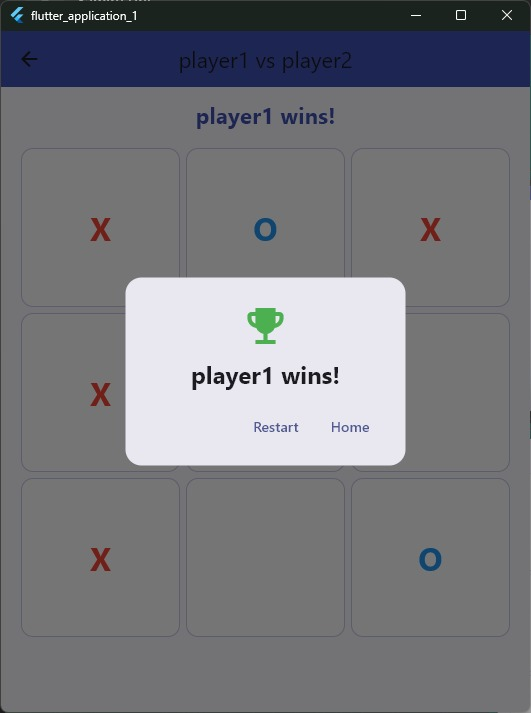 flutter_application_1
player1 vs player2
player1 wins!
X O X
player1 wins!
X
Restart Home
X O